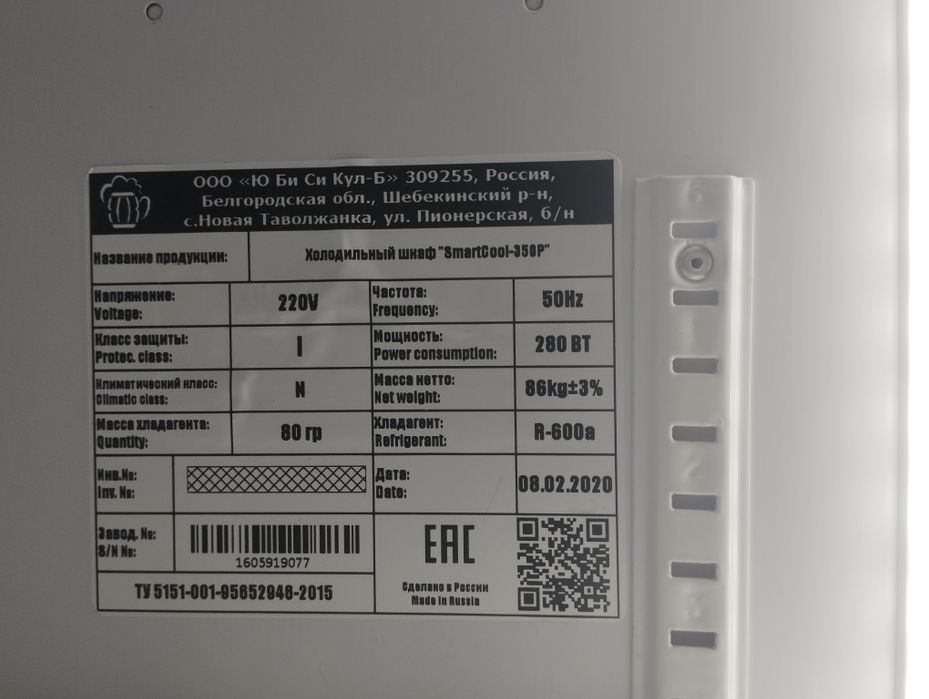 ООО «Ю Би Си Кул-Б» 309255, Россия,
Белгородская обл., Шебекинский р-н,
с.Новая Таволжанка, ул. Пионерская, б/н
Название продукции: Холодильный шкаф "SmartCool-350P"
Напряжение: 220V Частота: 50Hz
Voltage: Frequency:
Класс защиты: I Мощность: 280 ВТ
Protec. class: Power consumption:
Климатический класс: N Масса нетто: 86kg±3%
Climatic class: Net weight:
Масса хладагента: 80 гр Хладагент: R-600a
Quantity: Refrigerant:
Инв.№: Дата: 08.02.2020
Inv. №: Date:
Завод. №: EAC
S/N №: 1605919077
ТУ 5151-001-95652946-2015 Сделано в России
Made in Russia